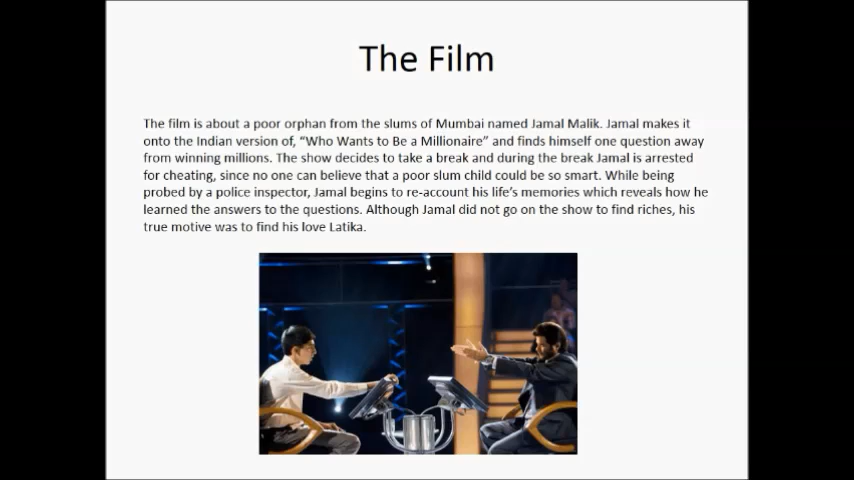 The Film
The film is about a poor orphan from the slums of Mumbai named Jamal Malik. Jamal makes it
onto the Indian version of, “Who Wants to Be a Millionaire” and finds himself one question away
from winning millions. The show decides to take a break and during the break Jamal is arrested
for cheating, since no one can believe that a poor slum child could be so smart. While being
probed by a police inspector, Jamal begins to re-account his life’s memories which reveals how he
learned the answers to the questions. Although Jamal did not go on the show to find riches, his
true motive was to find his love Latika.